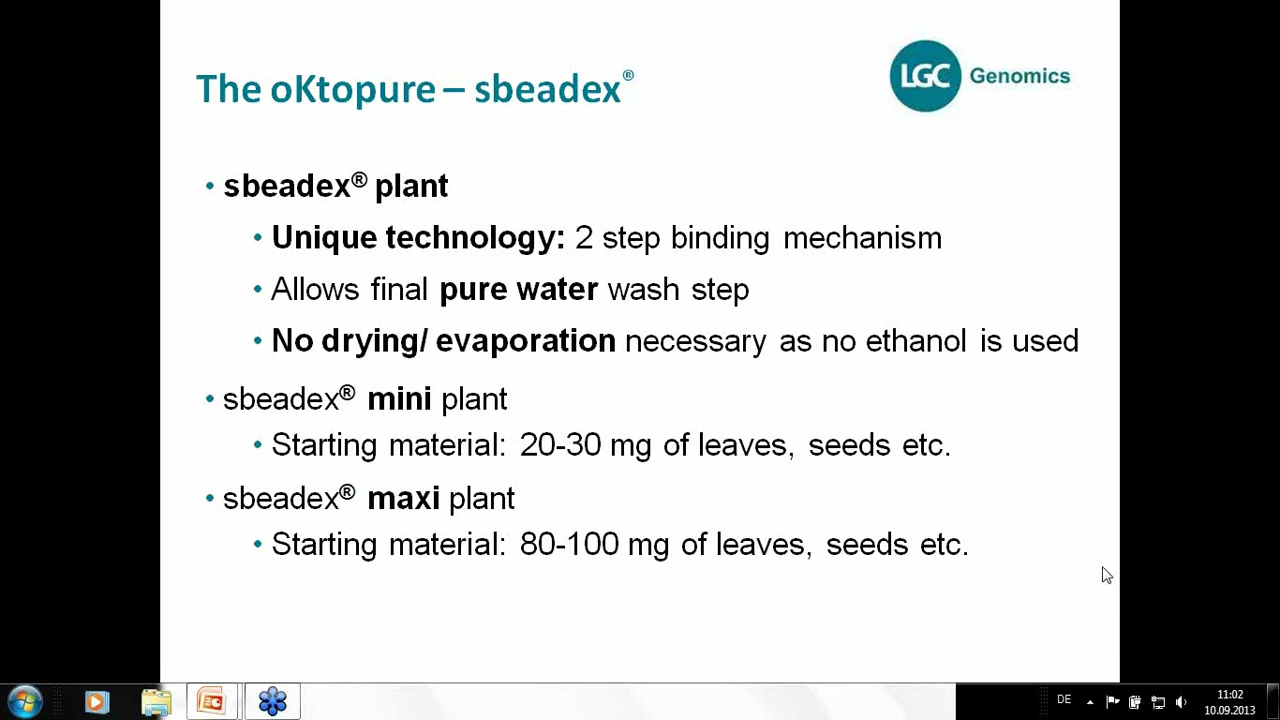 The oKtopure – sbeadex®
LGC Genomics
• sbeadex® plant
• Unique technology: 2 step binding mechanism
• Allows final pure water wash step
• No drying/ evaporation necessary as no ethanol is used
• sbeadex® mini plant
• Starting material: 20-30 mg of leaves, seeds etc.
• sbeadex® maxi plant
• Starting material: 80-100 mg of leaves, seeds etc.
DE
11:02
10.09.2013